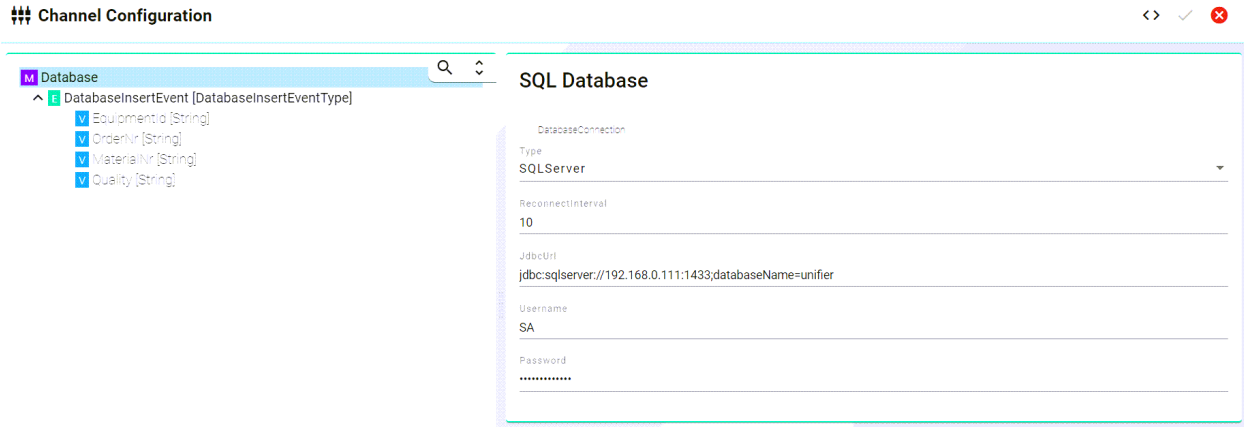 Channel Configuration
M Database
E DatabaseInsertEvent [DatabaseInsertEventType]
V EquipmentId [String]
V OrderNr [String]
V MaterialNr [String]
V Quality [String]
SQL Database
DatabaseConnection
Type
SQLServer
ReconnectInterval
10
JdbcUrl
jdbc:sqlserver://192.168.0.111:1433;databaseName=unifier
Username
SA
Password
•••••••••••••